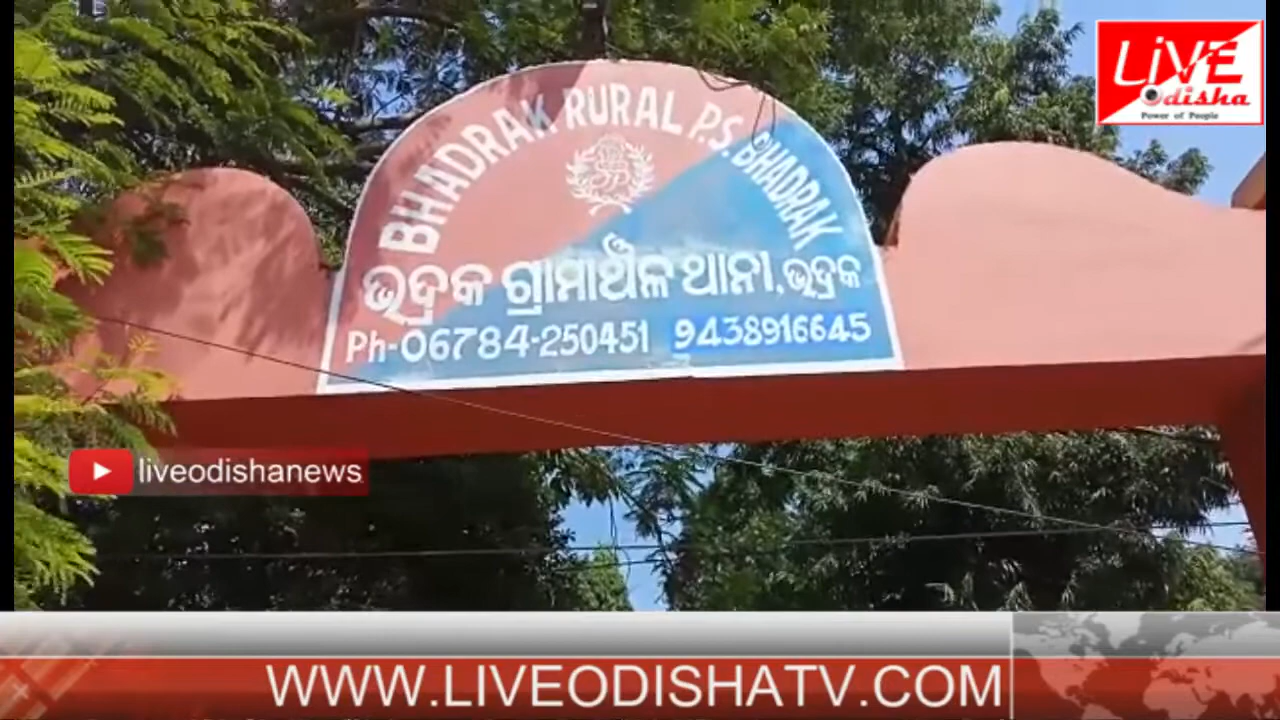 LiVE
Odisha
Power of People
BHADRAK RURAL P.S. BHADRAK
ଭଦ୍ରକ ଗ୍ରାମାଞ୍ଚଳ ଥାନା, ଭଦ୍ରକ
Ph-06784-250451 9438916645
liveodishanews
WWW.LIVEODISHATV.COM